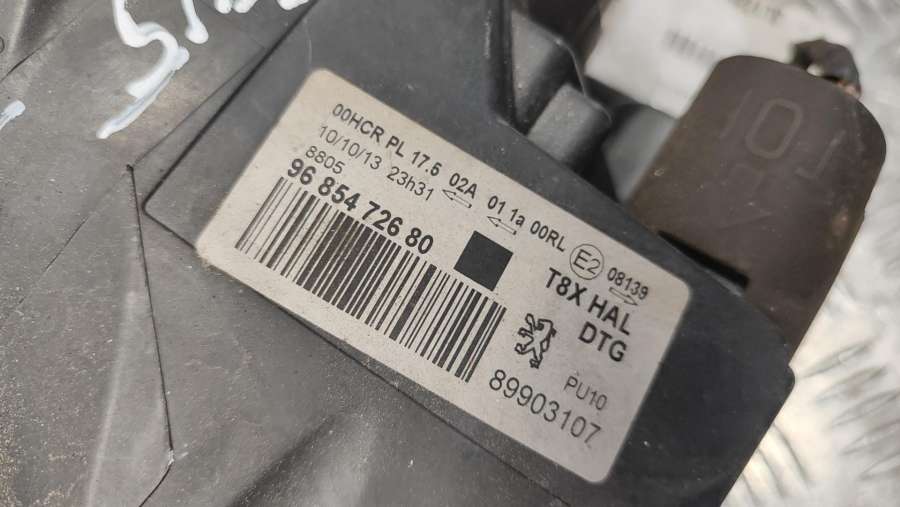 00HCR PL 17.5 02A 01 1a 00RL E2 08139
10/10/13 23h31
8805
96 854 726 80
T8X HAL
DTG
PU10
89903107